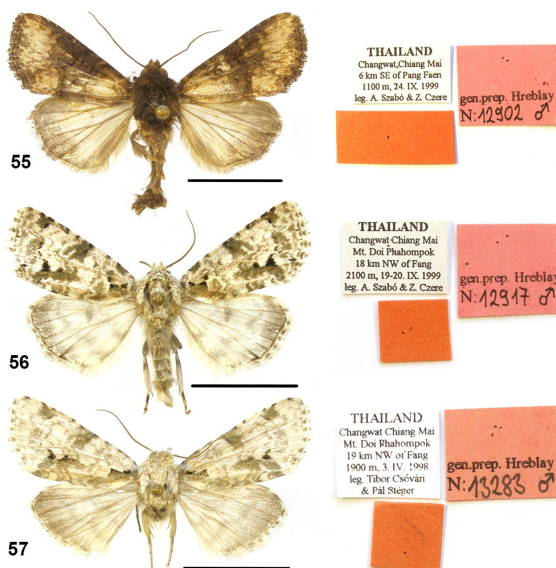 THAILAND
Changwat Chiang Mai
6 km SE of Pang Faen
1100 m, 24. IX. 1999
leg. A. Szabó & Z. Czere
gen.prep. Hreblay
N:12902 ♂
55
THAILAND
Changwat Chiang Mai
Mt. Doi Phahompok
18 km NW of Fang
2100 m, 19-20. IX. 1999
leg. A. Szabó & Z. Czere
gen.prep. Hreblay
N:12917 ♂
56
THAILAND
Changwat Chiang Mai
Mt. Doi Phahompok
19 km NW of Fang
1900 m, 3. IV. 1998
leg. Tibor Csővári
& Pál Steger
gen.prep. Hreblay
N:13283 ♂
57